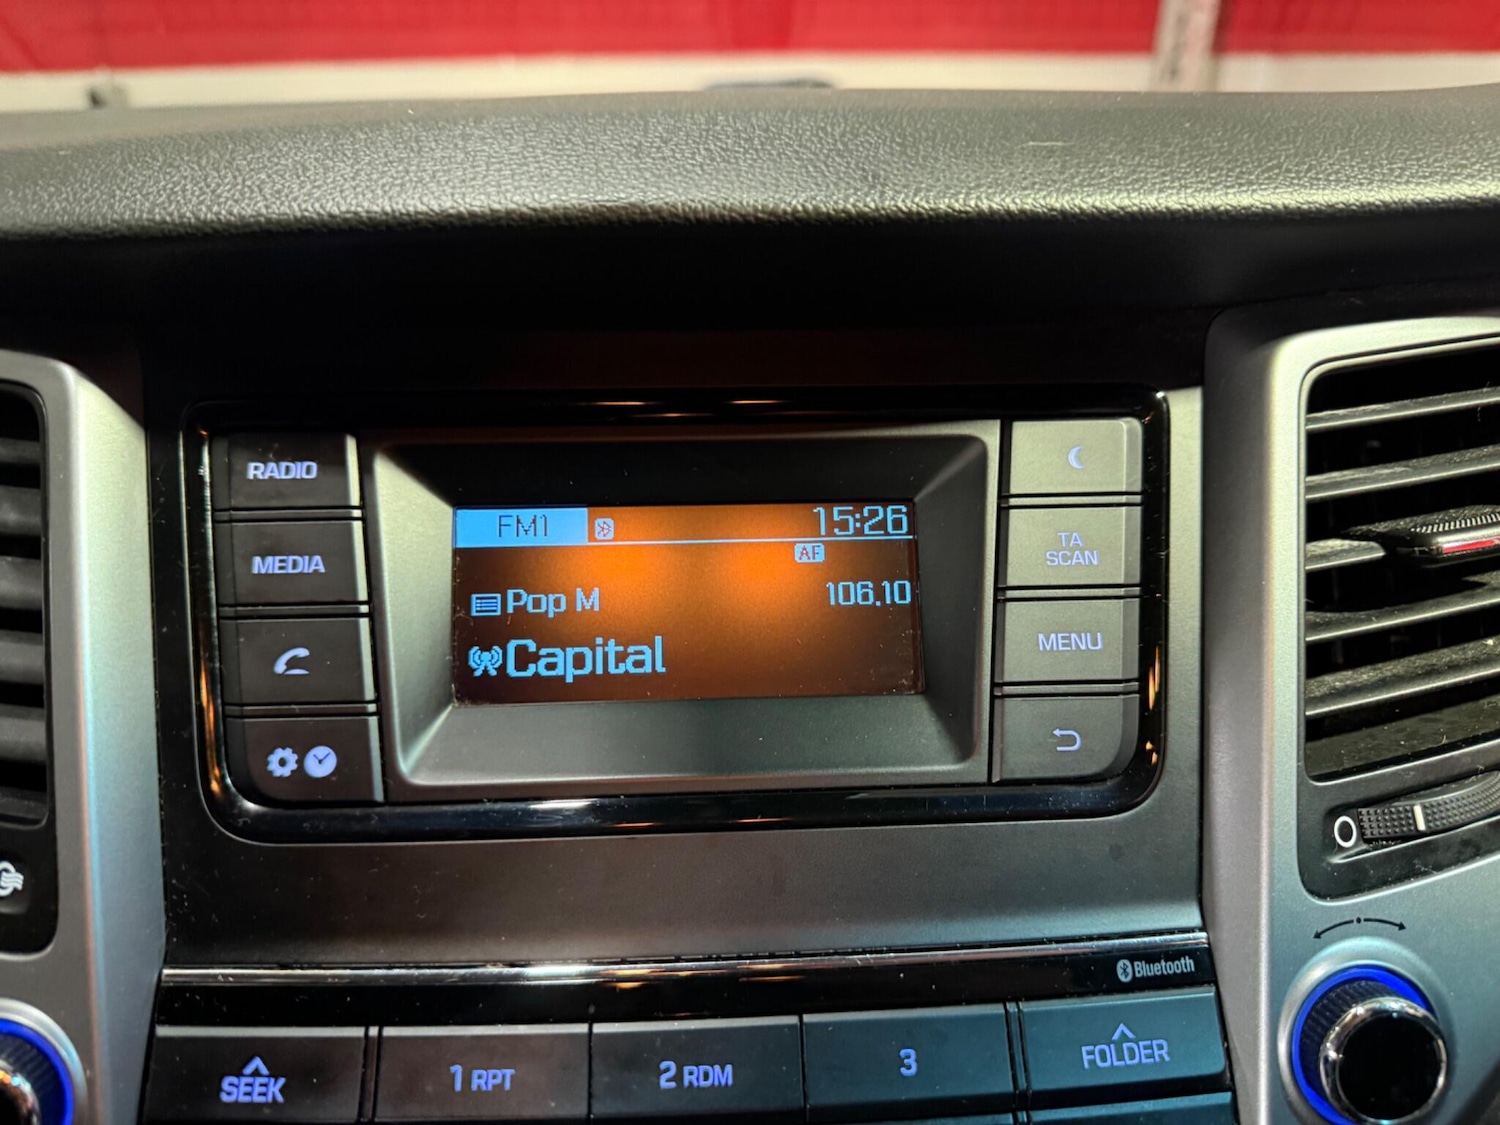 RADIO
MEDIA
FM1
15:26
AF
Pop M
106.10
Capital
TA
SCAN
MENU
Bluetooth
SEEK
1 RPT
2 RDM
3
FOLDER